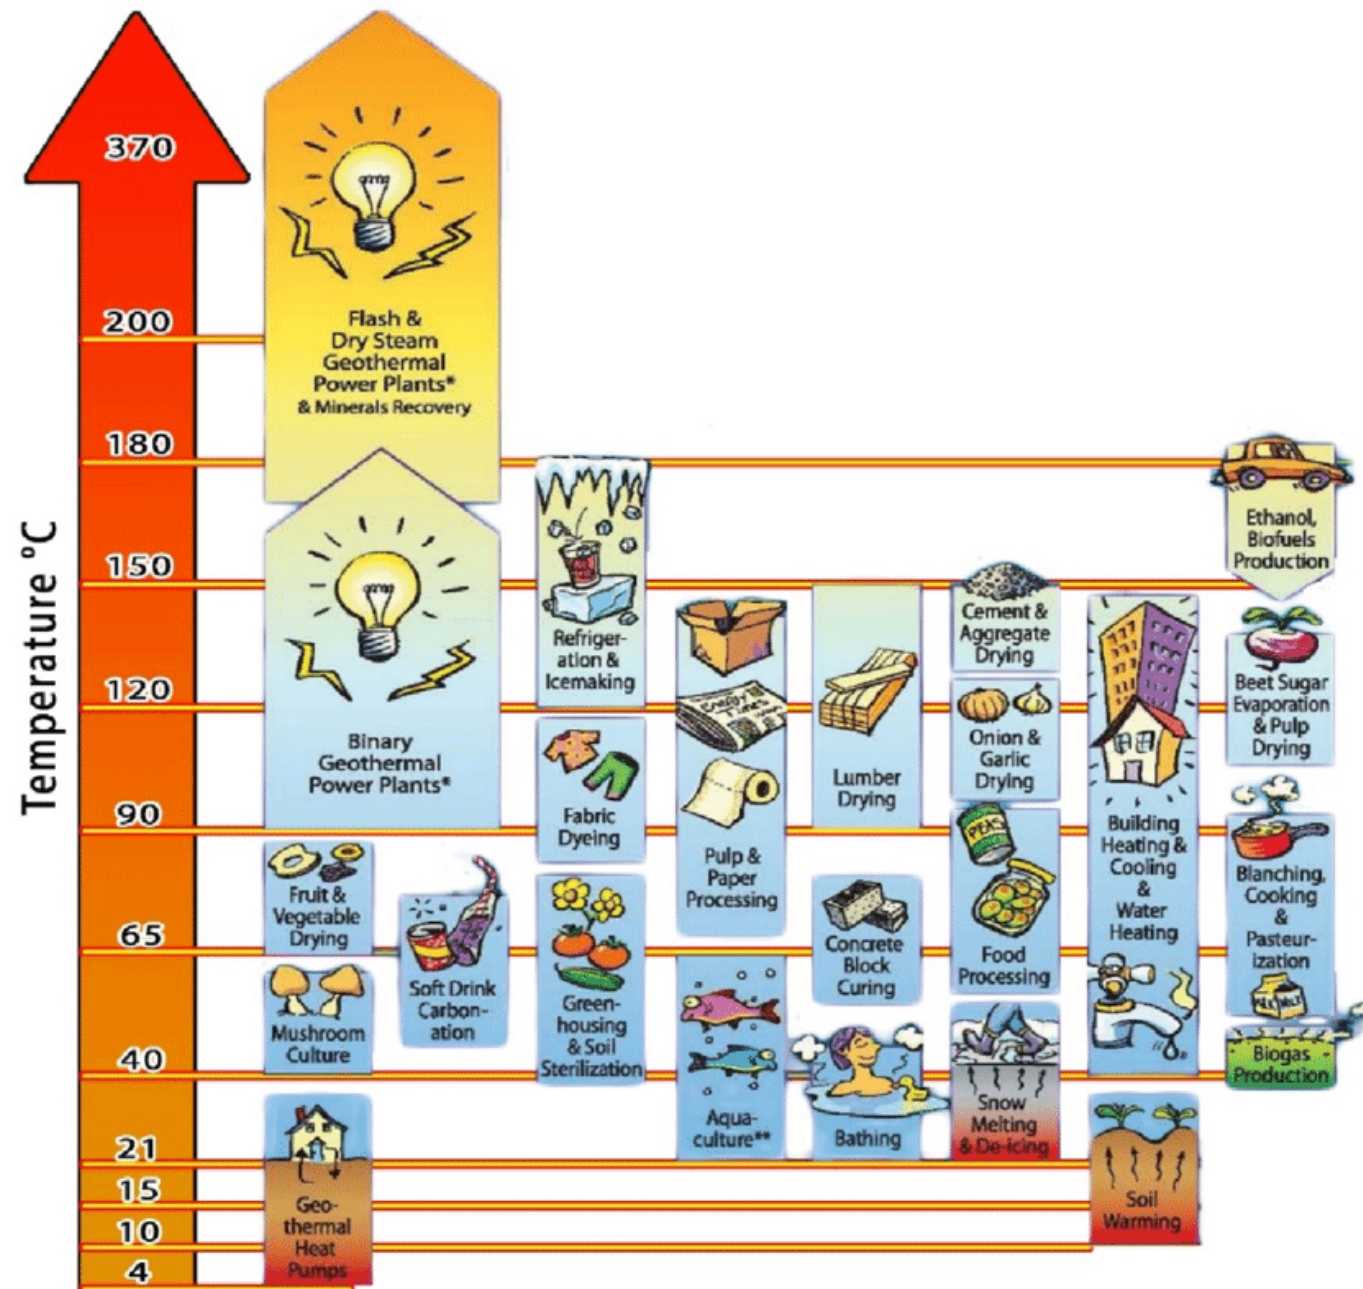 Temperature °C
370
200
180
150
120
90
65
40
21
15
10
4
Flash &
Dry Steam
Geothermal
Power Plants*
& Minerals Recovery
Binary
Geothermal
Power Plants*
Fruit &
Vegetable
Drying
Mushroom
Culture
Geo-
thermal
Heat
Pumps
Soft Drink
Carbon-
ation
Refriger-
ation &
Icemaking
Fabric
Dyeing
Green-
housing
& Soil
Sterilization
Pulp &
Paper
Processing
Aqua-
culture**
Lumber
Drying
Concrete
Block
Curing
Bathing
Cement &
Aggregate
Drying
Onion &
Garlic
Drying
PEAS
Food
Processing
Snow
Melting
& De-icing
Building
Heating &
Cooling
&
Water
Heating
Soil
Warming
Ethanol,
Biofuels
Production
Beet Sugar
Evaporation
& Pulp
Drying
Blanching,
Cooking
&
Pasteur-
ization
Biogas
Production